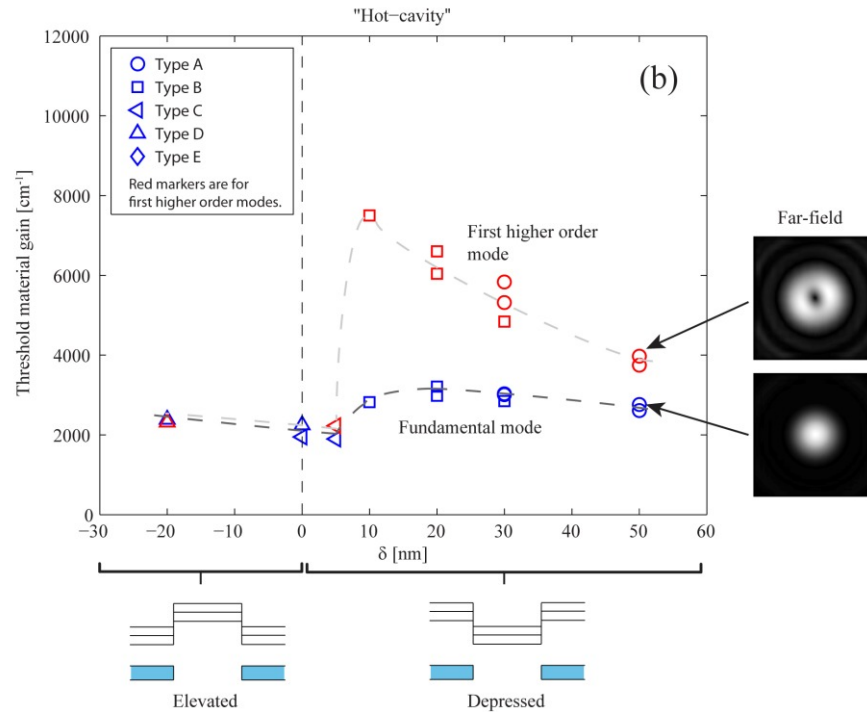 "Hot−cavity"
12000
10000
8000
6000
4000
2000
0
Threshold material gain [cm⁻¹]
Type A
Type B
Type C
Type D
Type E
Red markers are for
first higher order modes.
(b)
First higher order
mode
Fundamental mode
Far-field
−30
−20
−10
0
10
20
30
40
50
60
δ [nm]
Elevated
Depressed